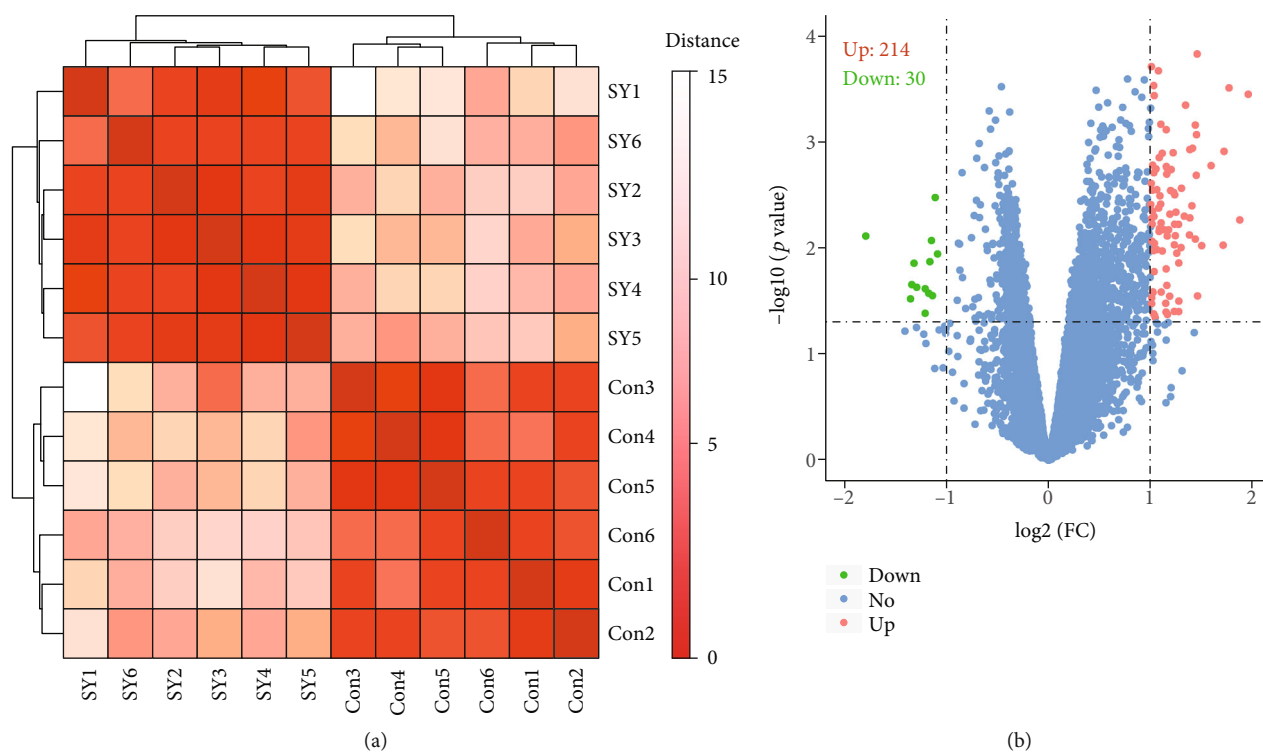 Distance
15
10
5
0
SY1
SY6
SY2
SY3
SY4
SY5
Con3
Con4
Con5
Con6
Con1
Con2
SY1
SY6
SY2
SY3
SY4
SY5
Con3
Con4
Con5
Con6
Con1
Con2
(a)
Up: 214
Down: 30
−log10 (p value)
4
3
2
1
0
−2
−1
0
1
2
log2 (FC)
Down
No
Up
(b)